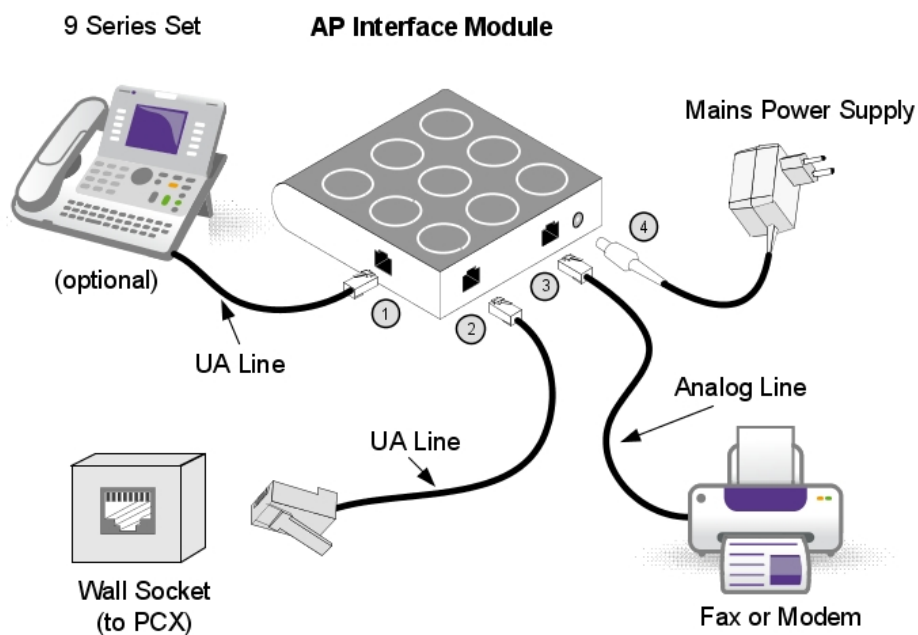 9 Series Set
AP Interface Module
Mains Power Supply
4
(optional)
3
1
2
UA Line
Analog Line
UA Line
Wall Socket
(to PCX)
Fax or Modem